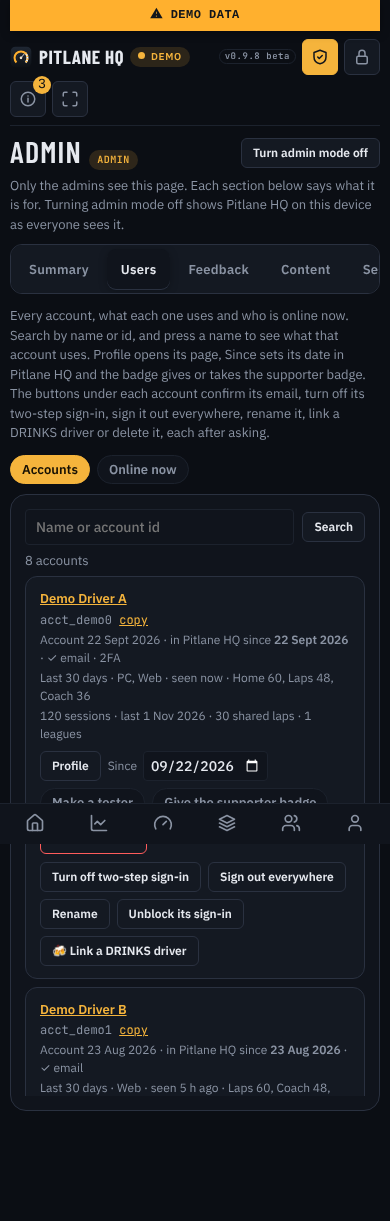 ⚠ DEMO DATA
PITLANE HQ DEMO v0.9.8 beta
3
ADMIN ADMIN Turn admin mode off
Only the admins see this page. Each section below says what it
is for. Turning admin mode off shows Pitlane HQ on this device
as everyone sees it.
Summary Users Feedback Content Se
Every account, what each one uses and who is online now.
Search by name or id, and press a name to see what that
account uses. Profile opens its page, Since sets its date in
Pitlane HQ and the badge gives or takes the supporter badge.
The buttons under each account confirm its email, turn off its
two-step sign-in, sign it out everywhere, rename it, link a
DRINKS driver or delete it, each after asking.
Accounts Online now
Name or account id Search
8 accounts
Demo Driver A
acct_demo0 copy
Account 22 Sept 2026 · in Pitlane HQ since 22 Sept 2026
· ✓ email · 2FA
Last 30 days · PC, Web · seen now · Home 60, Laps 48,
Coach 36
120 sessions · last 1 Nov 2026 · 30 shared laps · 1
leagues
Profile Since 09/22/2026
Make a tester Give the supporter badge
Turn off two-step sign-in Sign out everywhere
Rename Unblock its sign-in
🍻 Link a DRINKS driver
Demo Driver B
acct_demo1 copy
Account 23 Aug 2026 · in Pitlane HQ since 23 Aug 2026 ·
✓ email
Last 30 days · Web · seen 5 h ago · Laps 60, Coach 48,